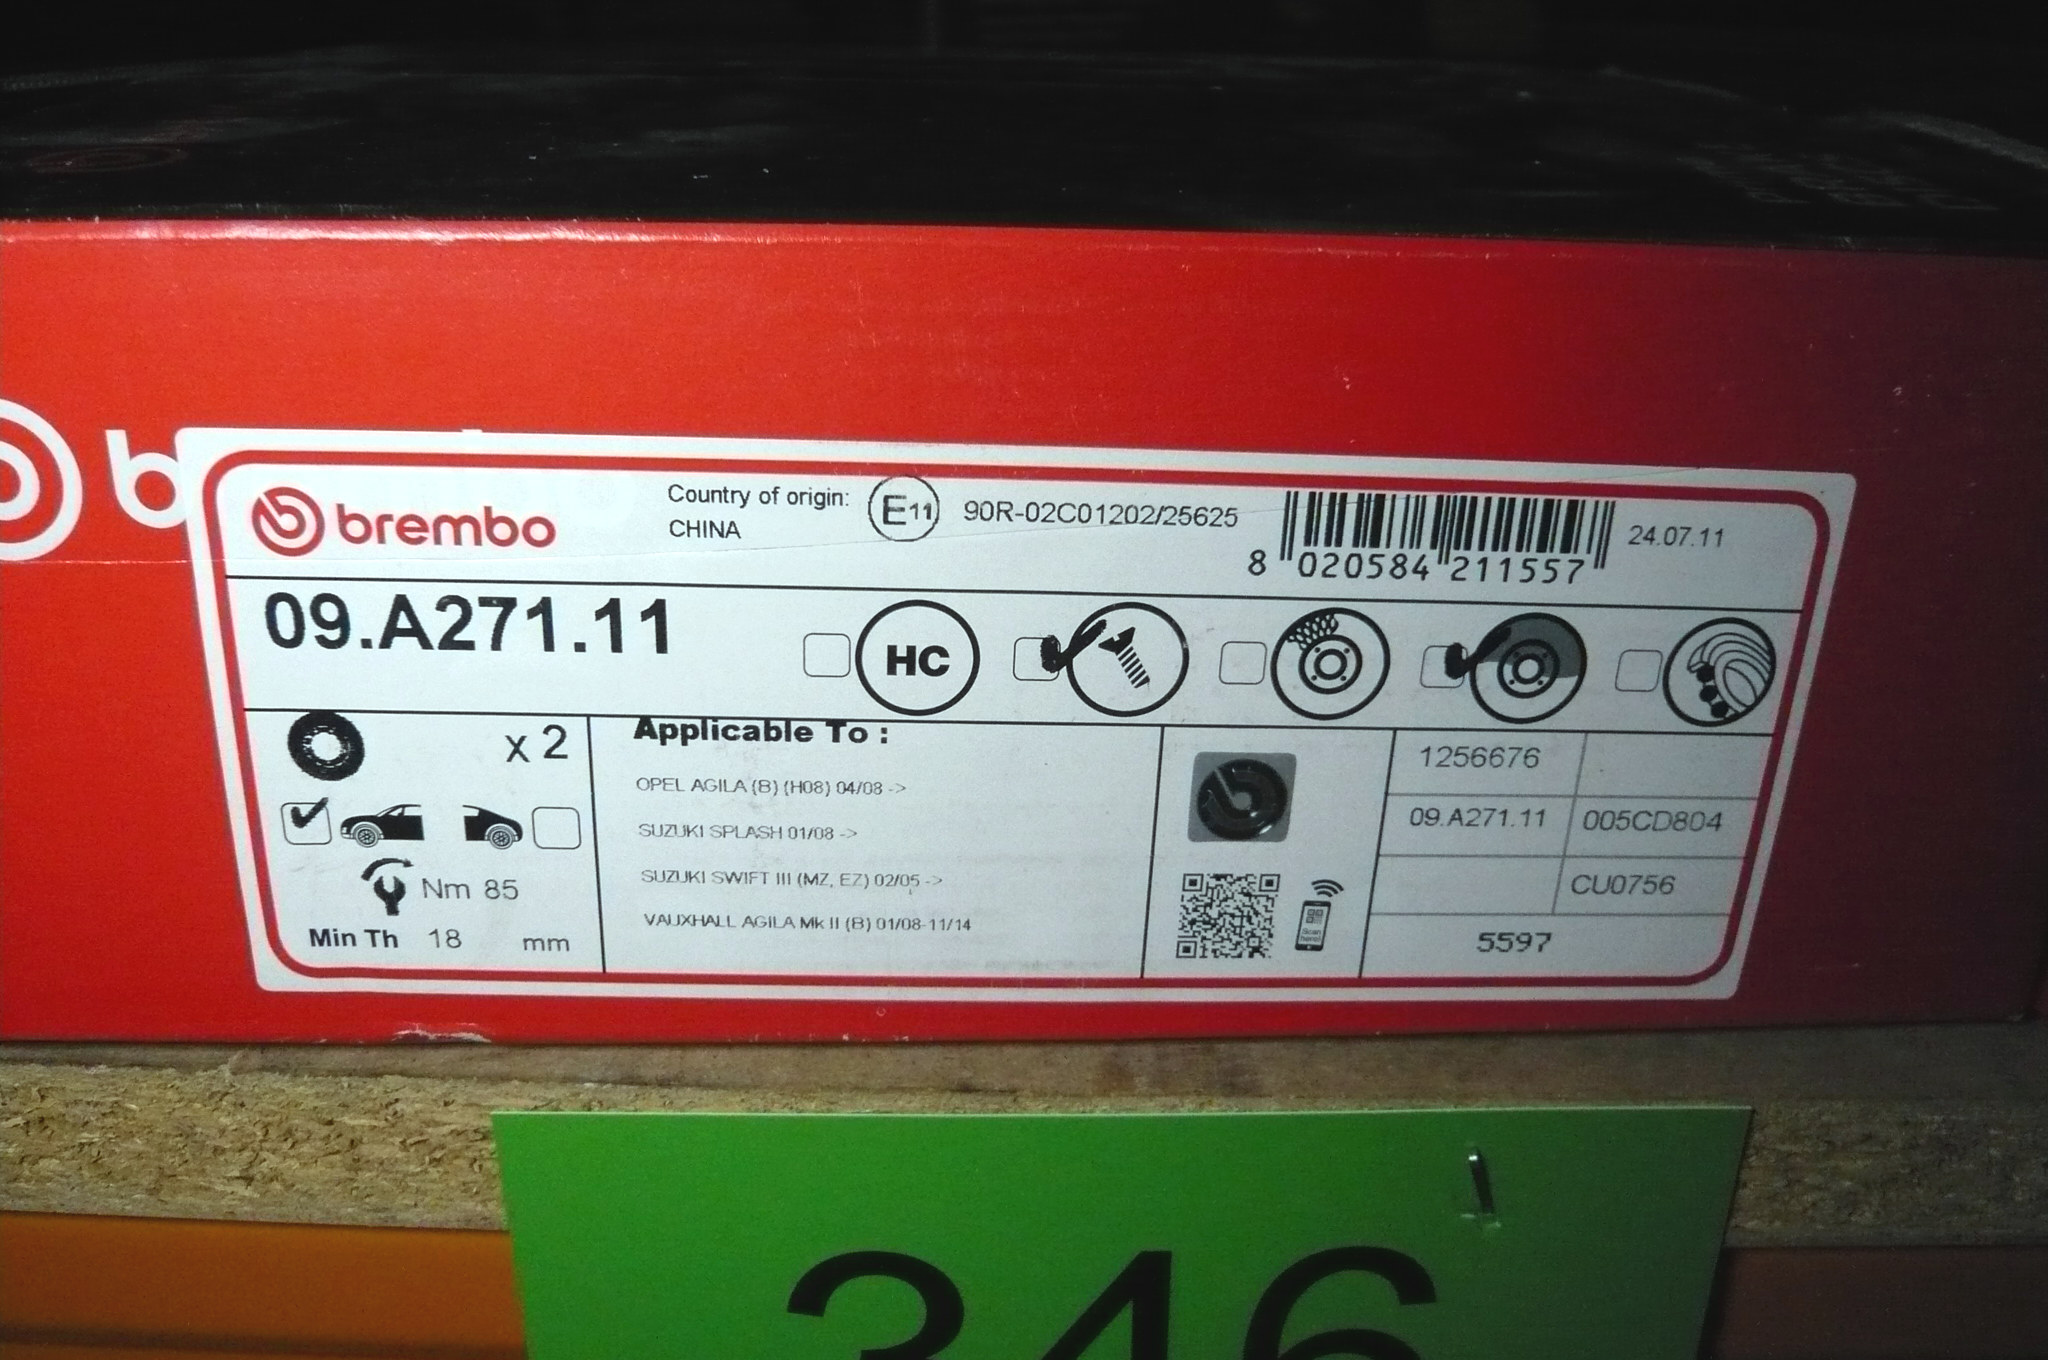 b
brembo
Country of origin:
CHINA
E11
90R-02C01202/25625
8 020584 211557
24.07.11
09.A271.11
HC
x 2
Nm 85
Min Th 18 mm
Applicable To :
OPEL AGILA (B) (H08) 04/08 ->
SUZUKI SPLASH 01/08 ->
SUZUKI SWIFT III (MZ, EZ) 02/05 ->
VAUXHALL AGILA Mk II (B) 01/08-11/14
Scan here!
1256676
09.A271.11 005CD804
CU0756
5597
346